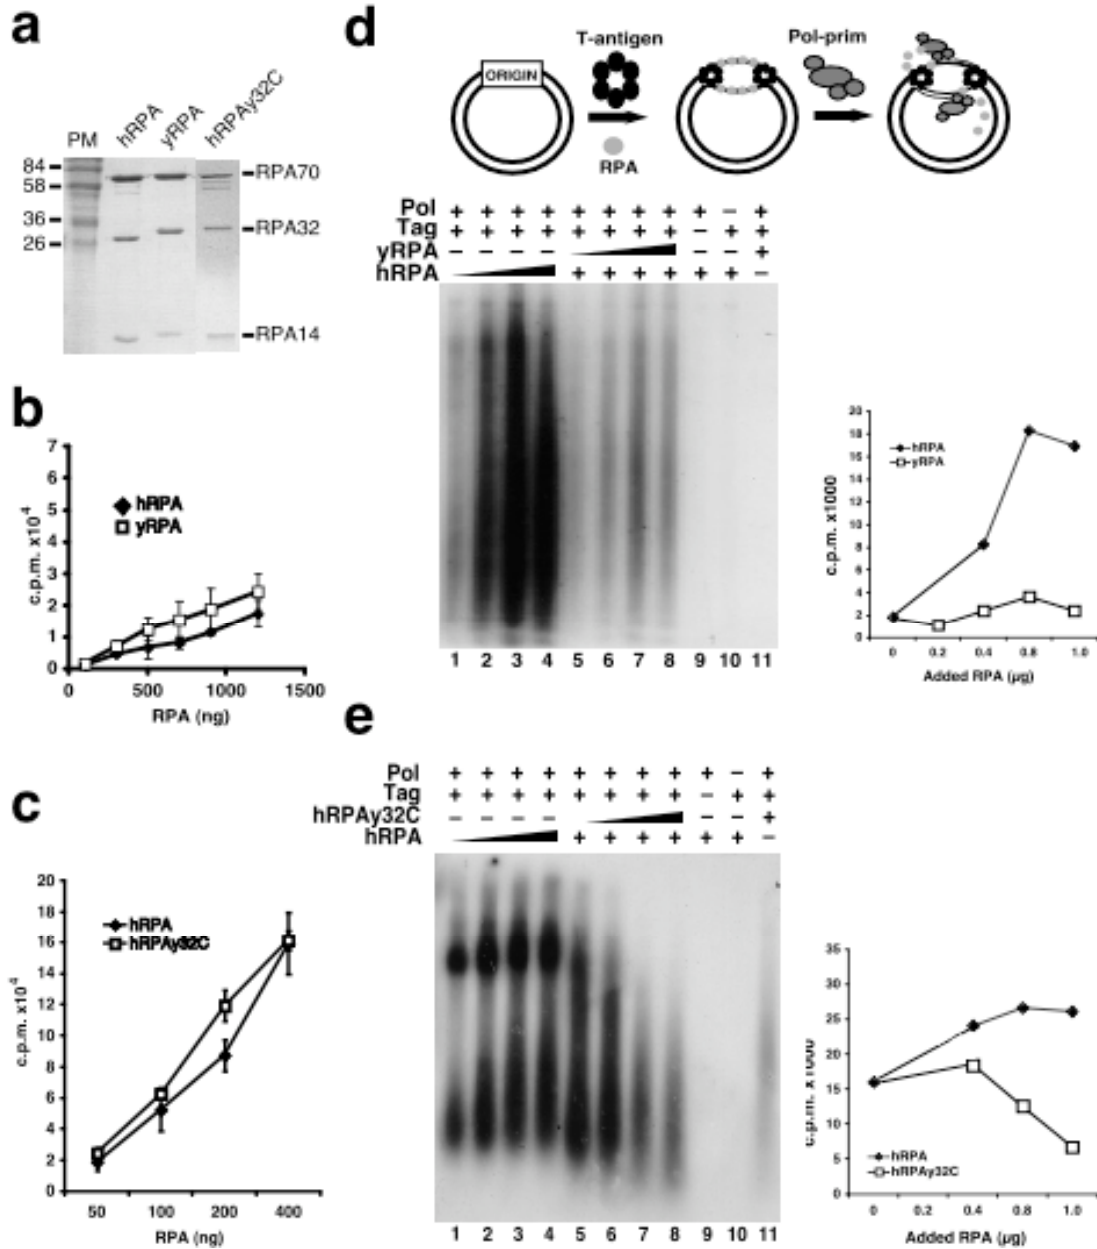 a
PM hRPA yRPA hRPAy32C
84
58
36
26
RPA70
RPA32
RPA14
b
7
6
5
4
3
2
1
0
c.p.m. x10⁴
hRPA
yRPA
0 500 1000 1500
RPA (ng)
c
20
18
16
14
12
10
8
6
4
2
0
c.p.m. x10⁴
hRPA
hRPAy32C
50 100 200 400
RPA (ng)
d
ORIGIN
T-antigen
RPA
Pol-prim
Pol + + + + + + + + + − +
Tag + + + + + + + + − + +
yRPA − − − − − − +
hRPA + + + + + + −
1 2 3 4 5 6 7 8 9 10 11
20
18
16
14
12
10
8
6
4
2
0
c.p.m. x1000
hRPA
yRPA
0 0.2 0.4 0.8 1.0
Added RPA (µg)
e
Pol + + + + + + + + + − +
Tag + + + + + + + + − + +
hRPAy32C − − − − − − +
hRPA + + + + + + −
1 2 3 4 5 6 7 8 9 10 11
35
30
25
20
15
10
5
0
c.p.m. x1000
hRPA
hRPAy32C
0 0.2 0.4 0.8 1.0
Added RPA (µg)